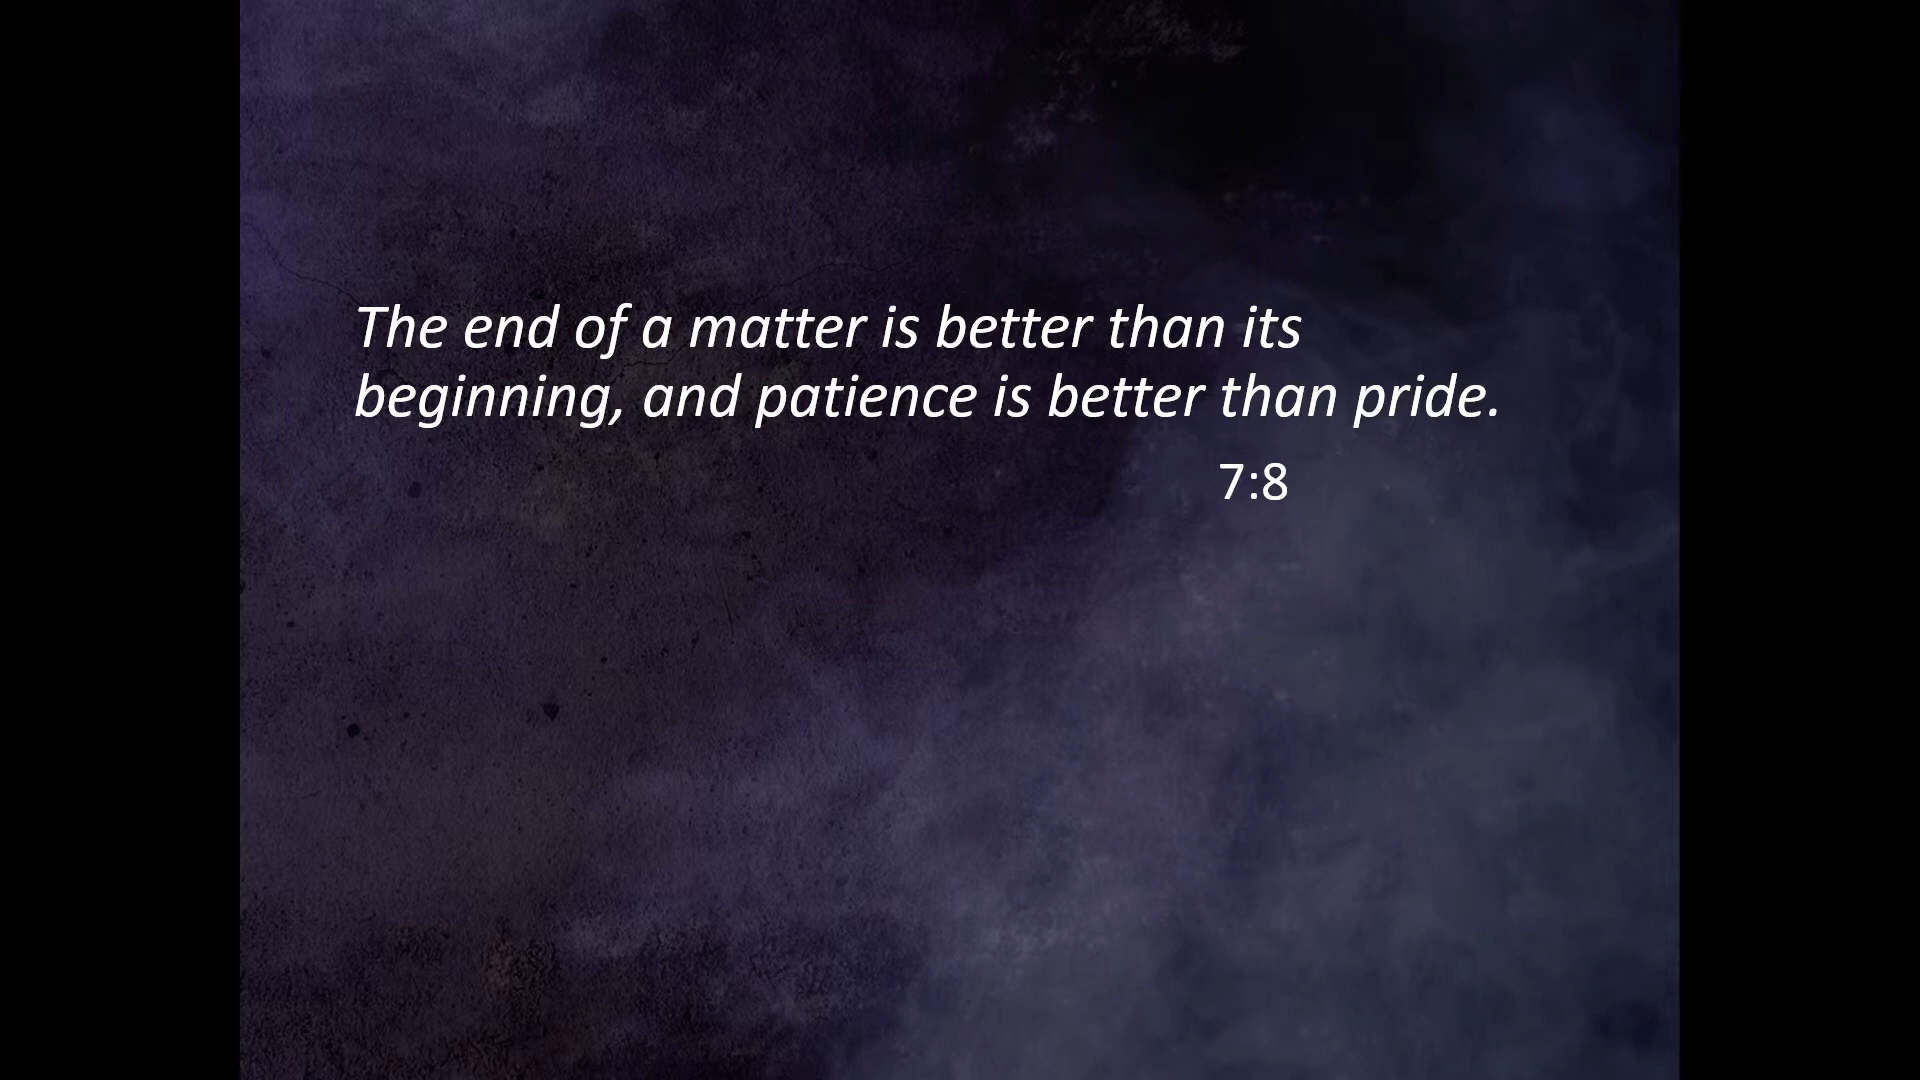 The end of a matter is better than its
beginning, and patience is better than pride.
7:8